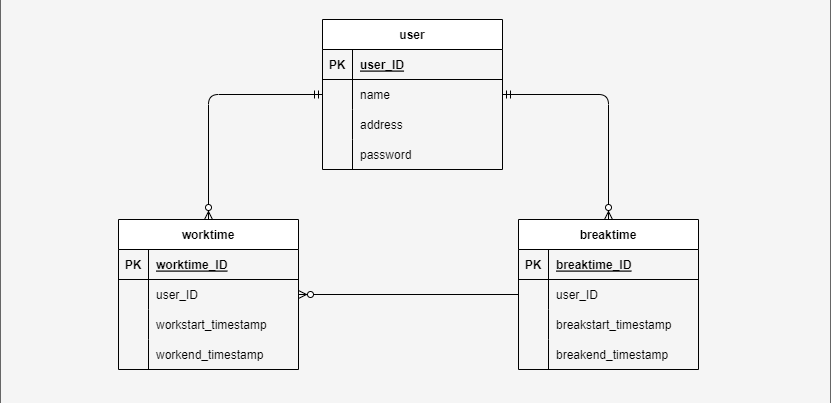 user
PK user_ID
name
address
password
worktime
PK worktime_ID
user_ID
workstart_timestamp
workend_timestamp
breaktime
PK breaktime_ID
user_ID
breakstart_timestamp
breakend_timestamp